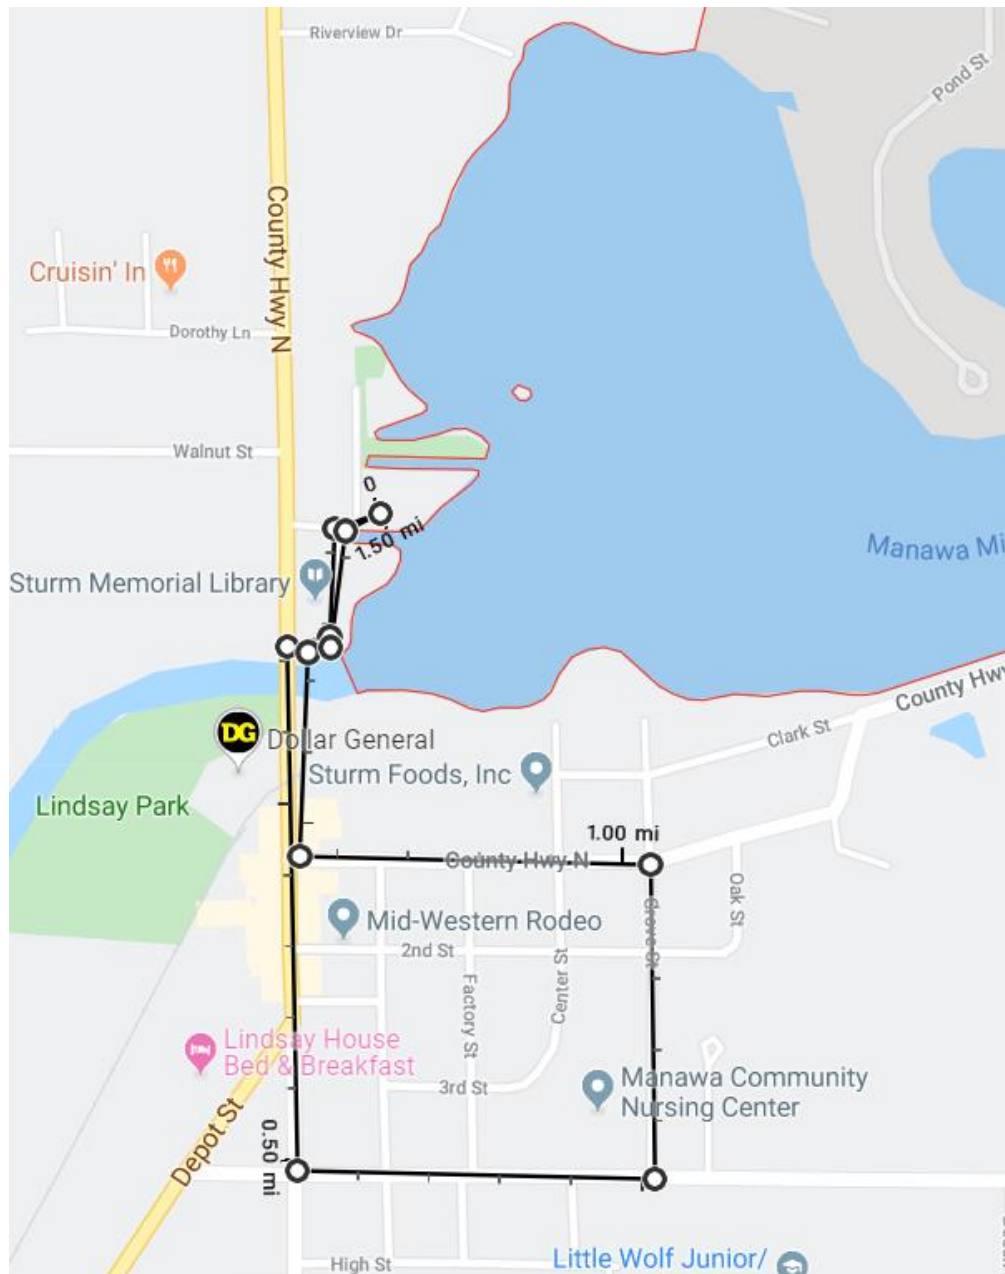 Riverview Dr
Pond St
County Hwy N
Cruisin' In
Dorothy Ln
Walnut St
0
1.50 mi
Manawa Mi
Sturm Memorial Library
County Hwy
Clark St
DG
Dollar General
Sturm Foods, Inc
Lindsay Park
1.00 mi
County Hwy N
Oak St
Grove St
Mid-Western Rodeo
2nd St
Factory St
Center St
Lindsay House
Bed & Breakfast
3rd St
Manawa Community
Nursing Center
Depot St
0.50 mi
High St
Little Wolf Junior/